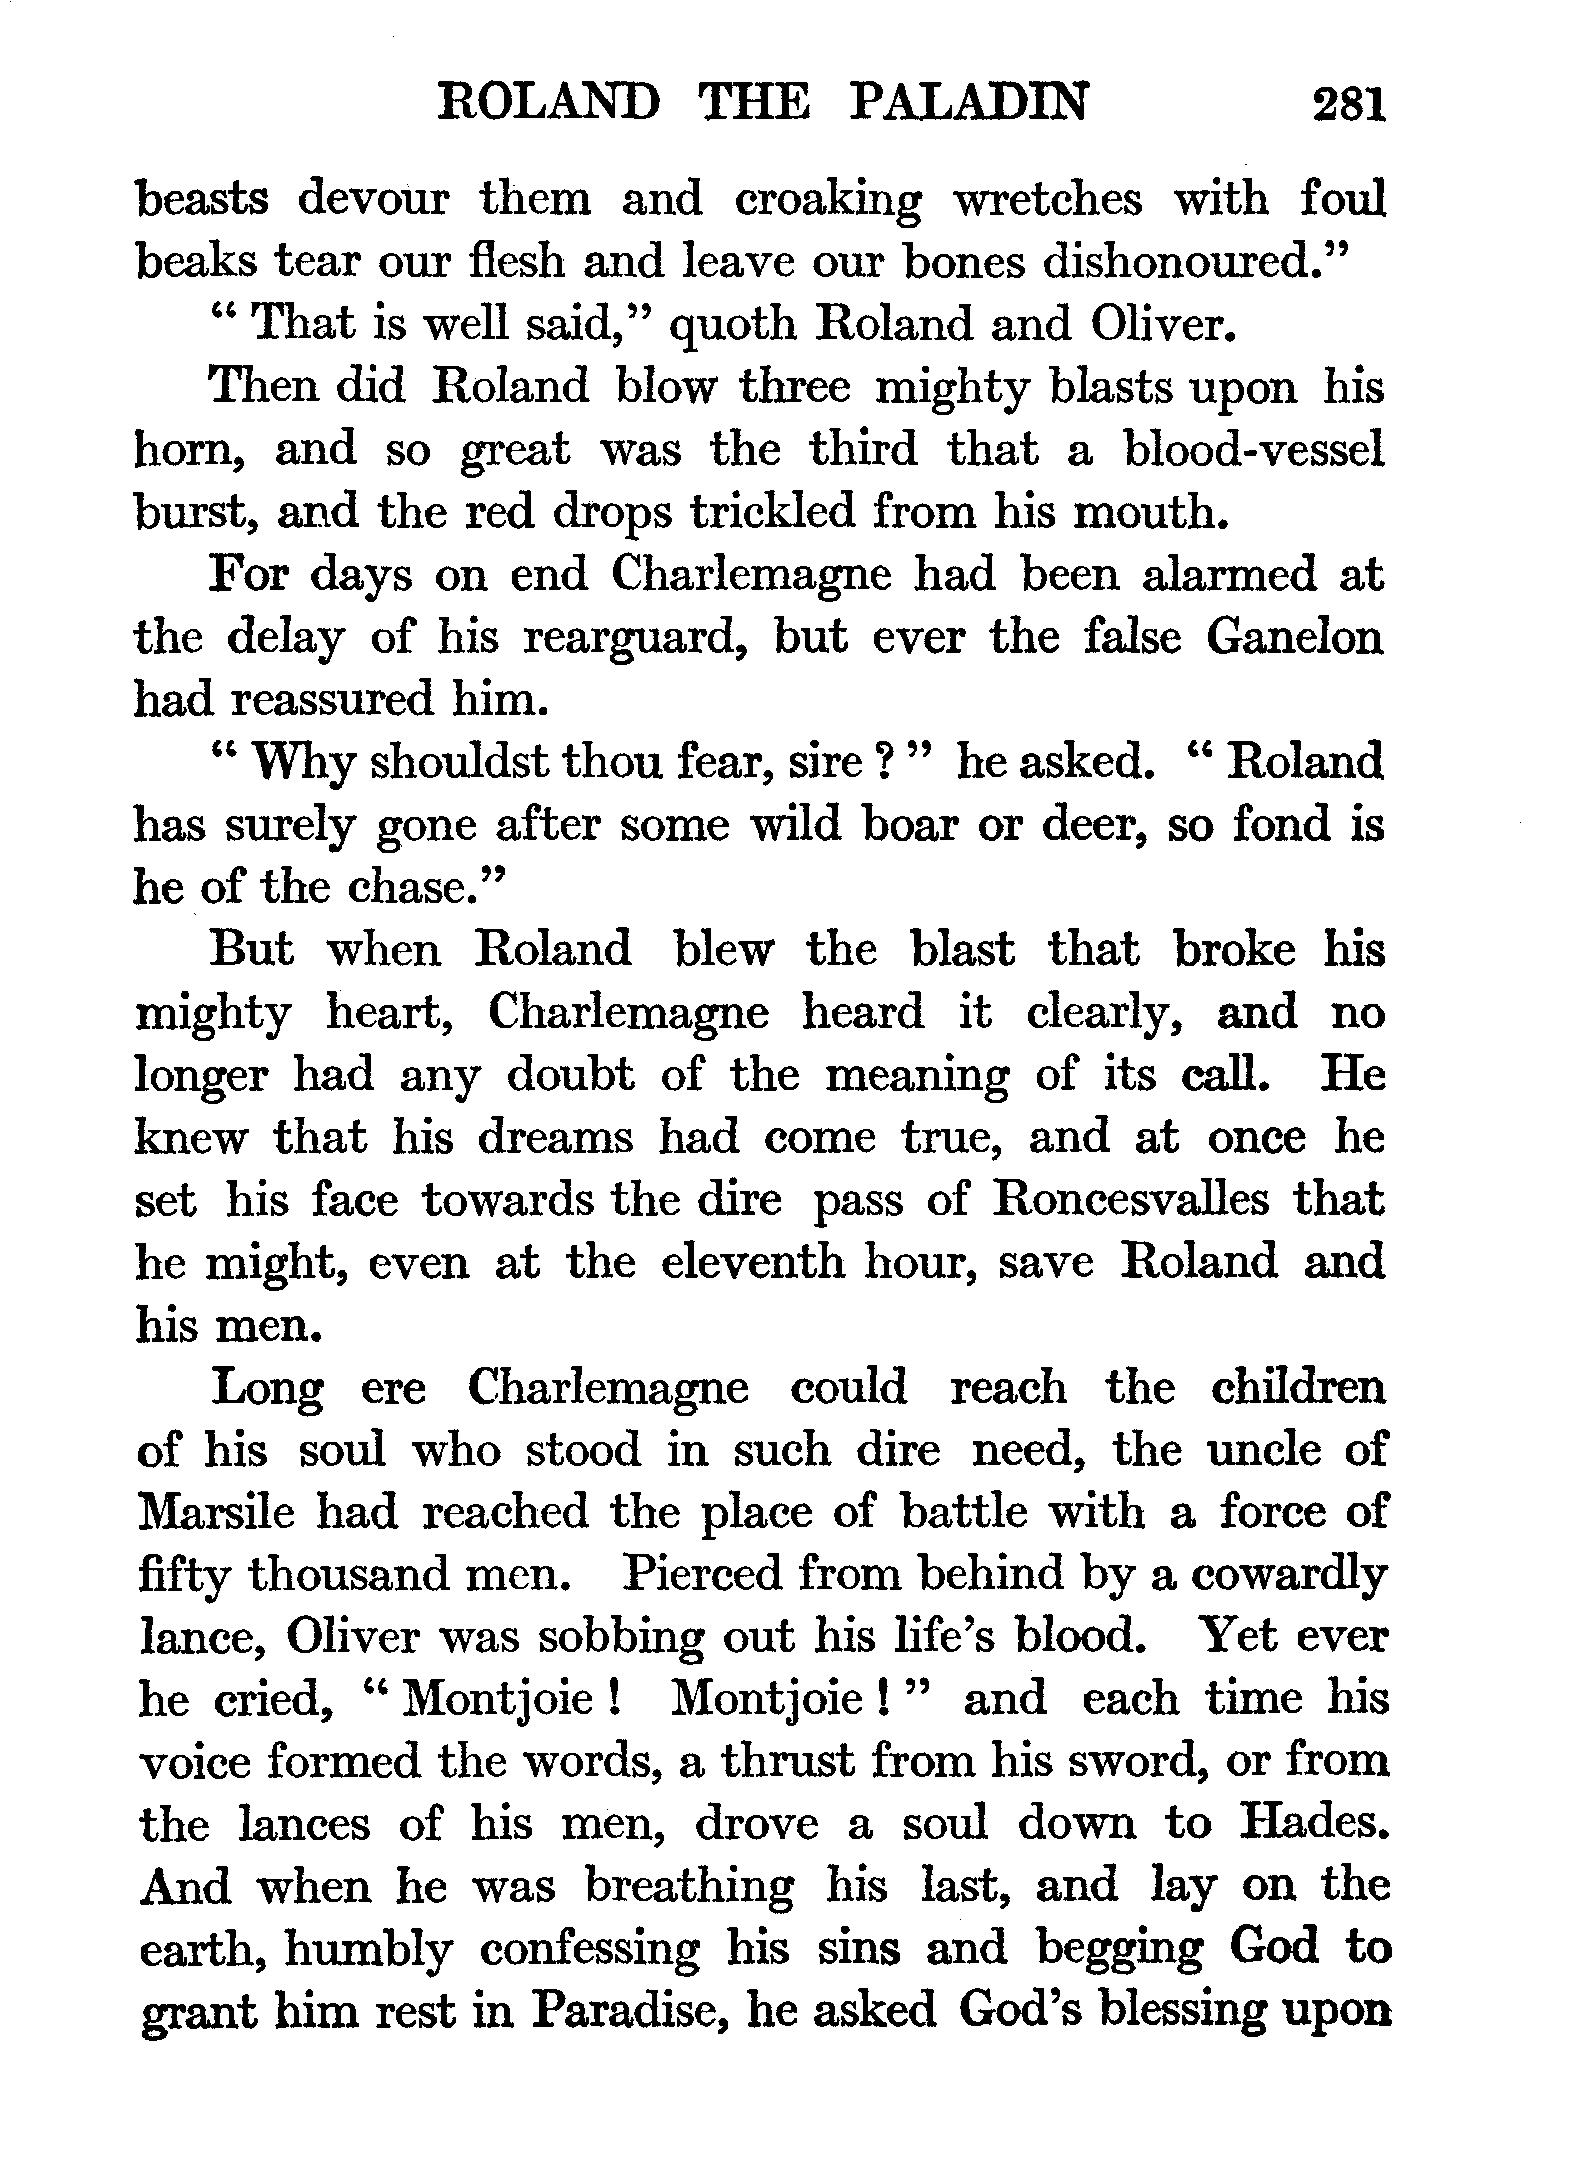 ROLAND THE PALADIN 281
beasts devour them and croaking wretches with foul
beaks tear our flesh and leave our bones dishonoured.”
“ That is well said,” quoth Roland and Oliver.
Then did Roland blow three mighty blasts upon his
horn, and so great was the third that a blood-vessel
burst, and the red drops trickled from his mouth.
For days on end Charlemagne had been alarmed at
the delay of his rearguard, but ever the false Ganelon
had reassured him.
“ Why shouldst thou fear, sire ? ” he asked. “ Roland
has surely gone after some wild boar or deer, so fond is
he of the chase.”
But when Roland blew the blast that broke his
mighty heart, Charlemagne heard it clearly, and no
longer had any doubt of the meaning of its call. He
knew that his dreams had come true, and at once he
set his face towards the dire pass of Roncesvalles that
he might, even at the eleventh hour, save Roland and
his men.
Long ere Charlemagne could reach the children
of his soul who stood in such dire need, the uncle of
Marsile had reached the place of battle with a force of
fifty thousand men. Pierced from behind by a cowardly
lance, Oliver was sobbing out his life’s blood. Yet ever
he cried, “ Montjoie ! Montjoie ! ” and each time his
voice formed the words, a thrust from his sword, or from
the lances of his men, drove a soul down to Hades.
And when he was breathing his last, and lay on the
earth, humbly confessing his sins and begging God to
grant him rest in Paradise, he asked God’s blessing upon